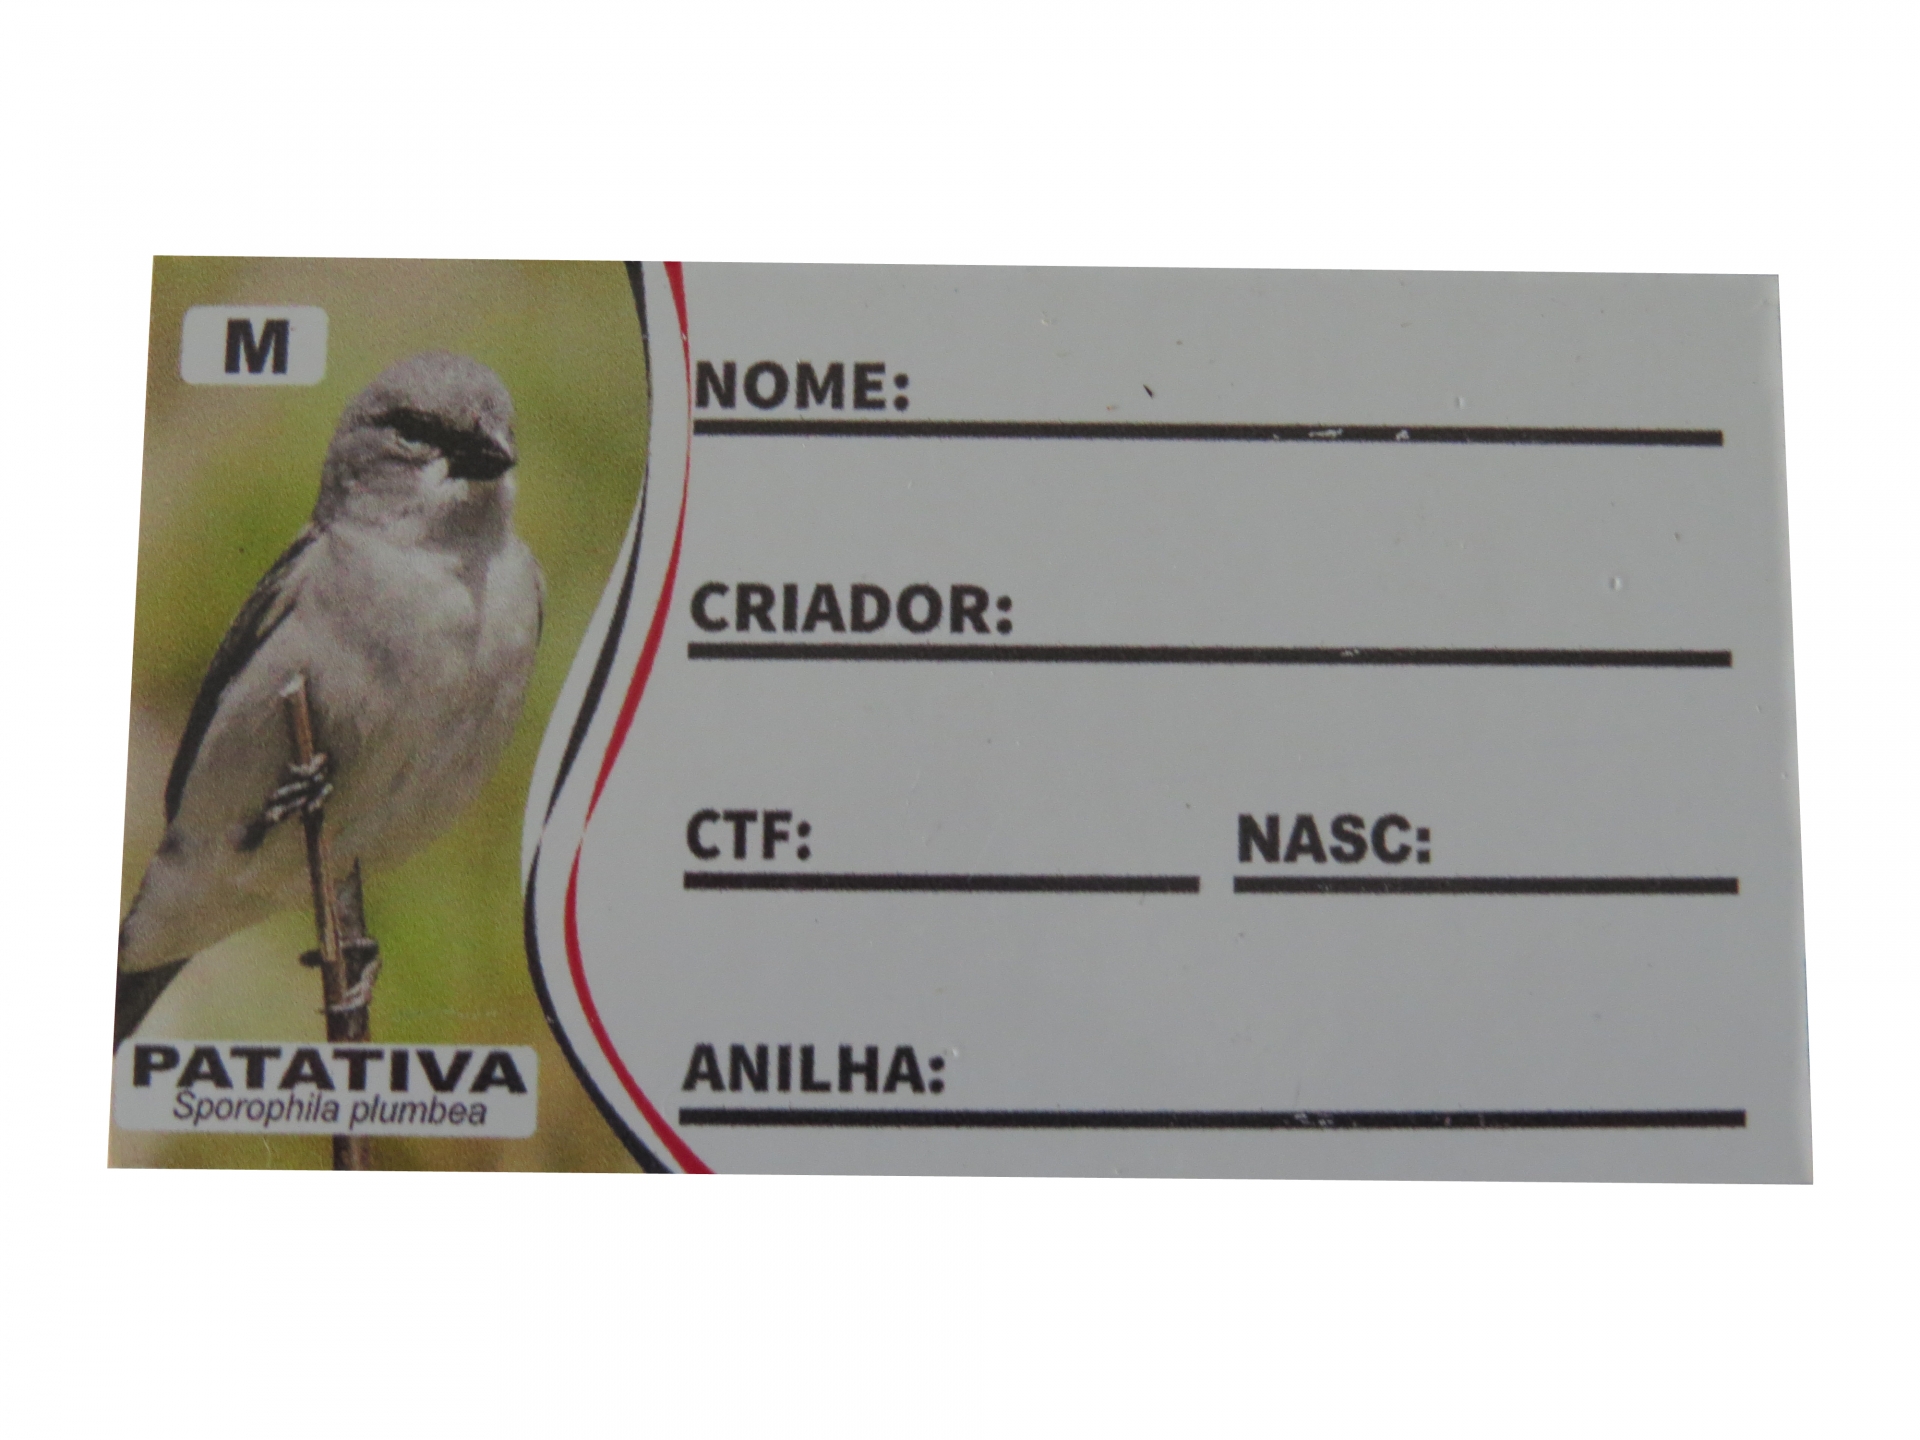 M
NOME:
CRIADOR:
CTF:
NASC:
ANILHA:
PATATIVA
Sporophila plumbea